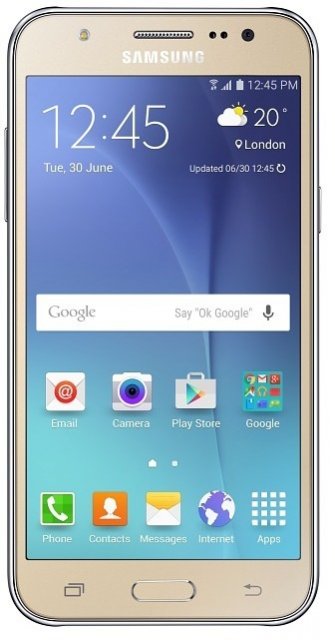 SAMSUNG
12:45 PM
12:45
20°
London
Tue, 30 June
Updated 06/30 12:45
Google
Say "Ok Google"
Email
Camera
Play Store
Google
Phone
Contacts
Messages
Internet
Apps